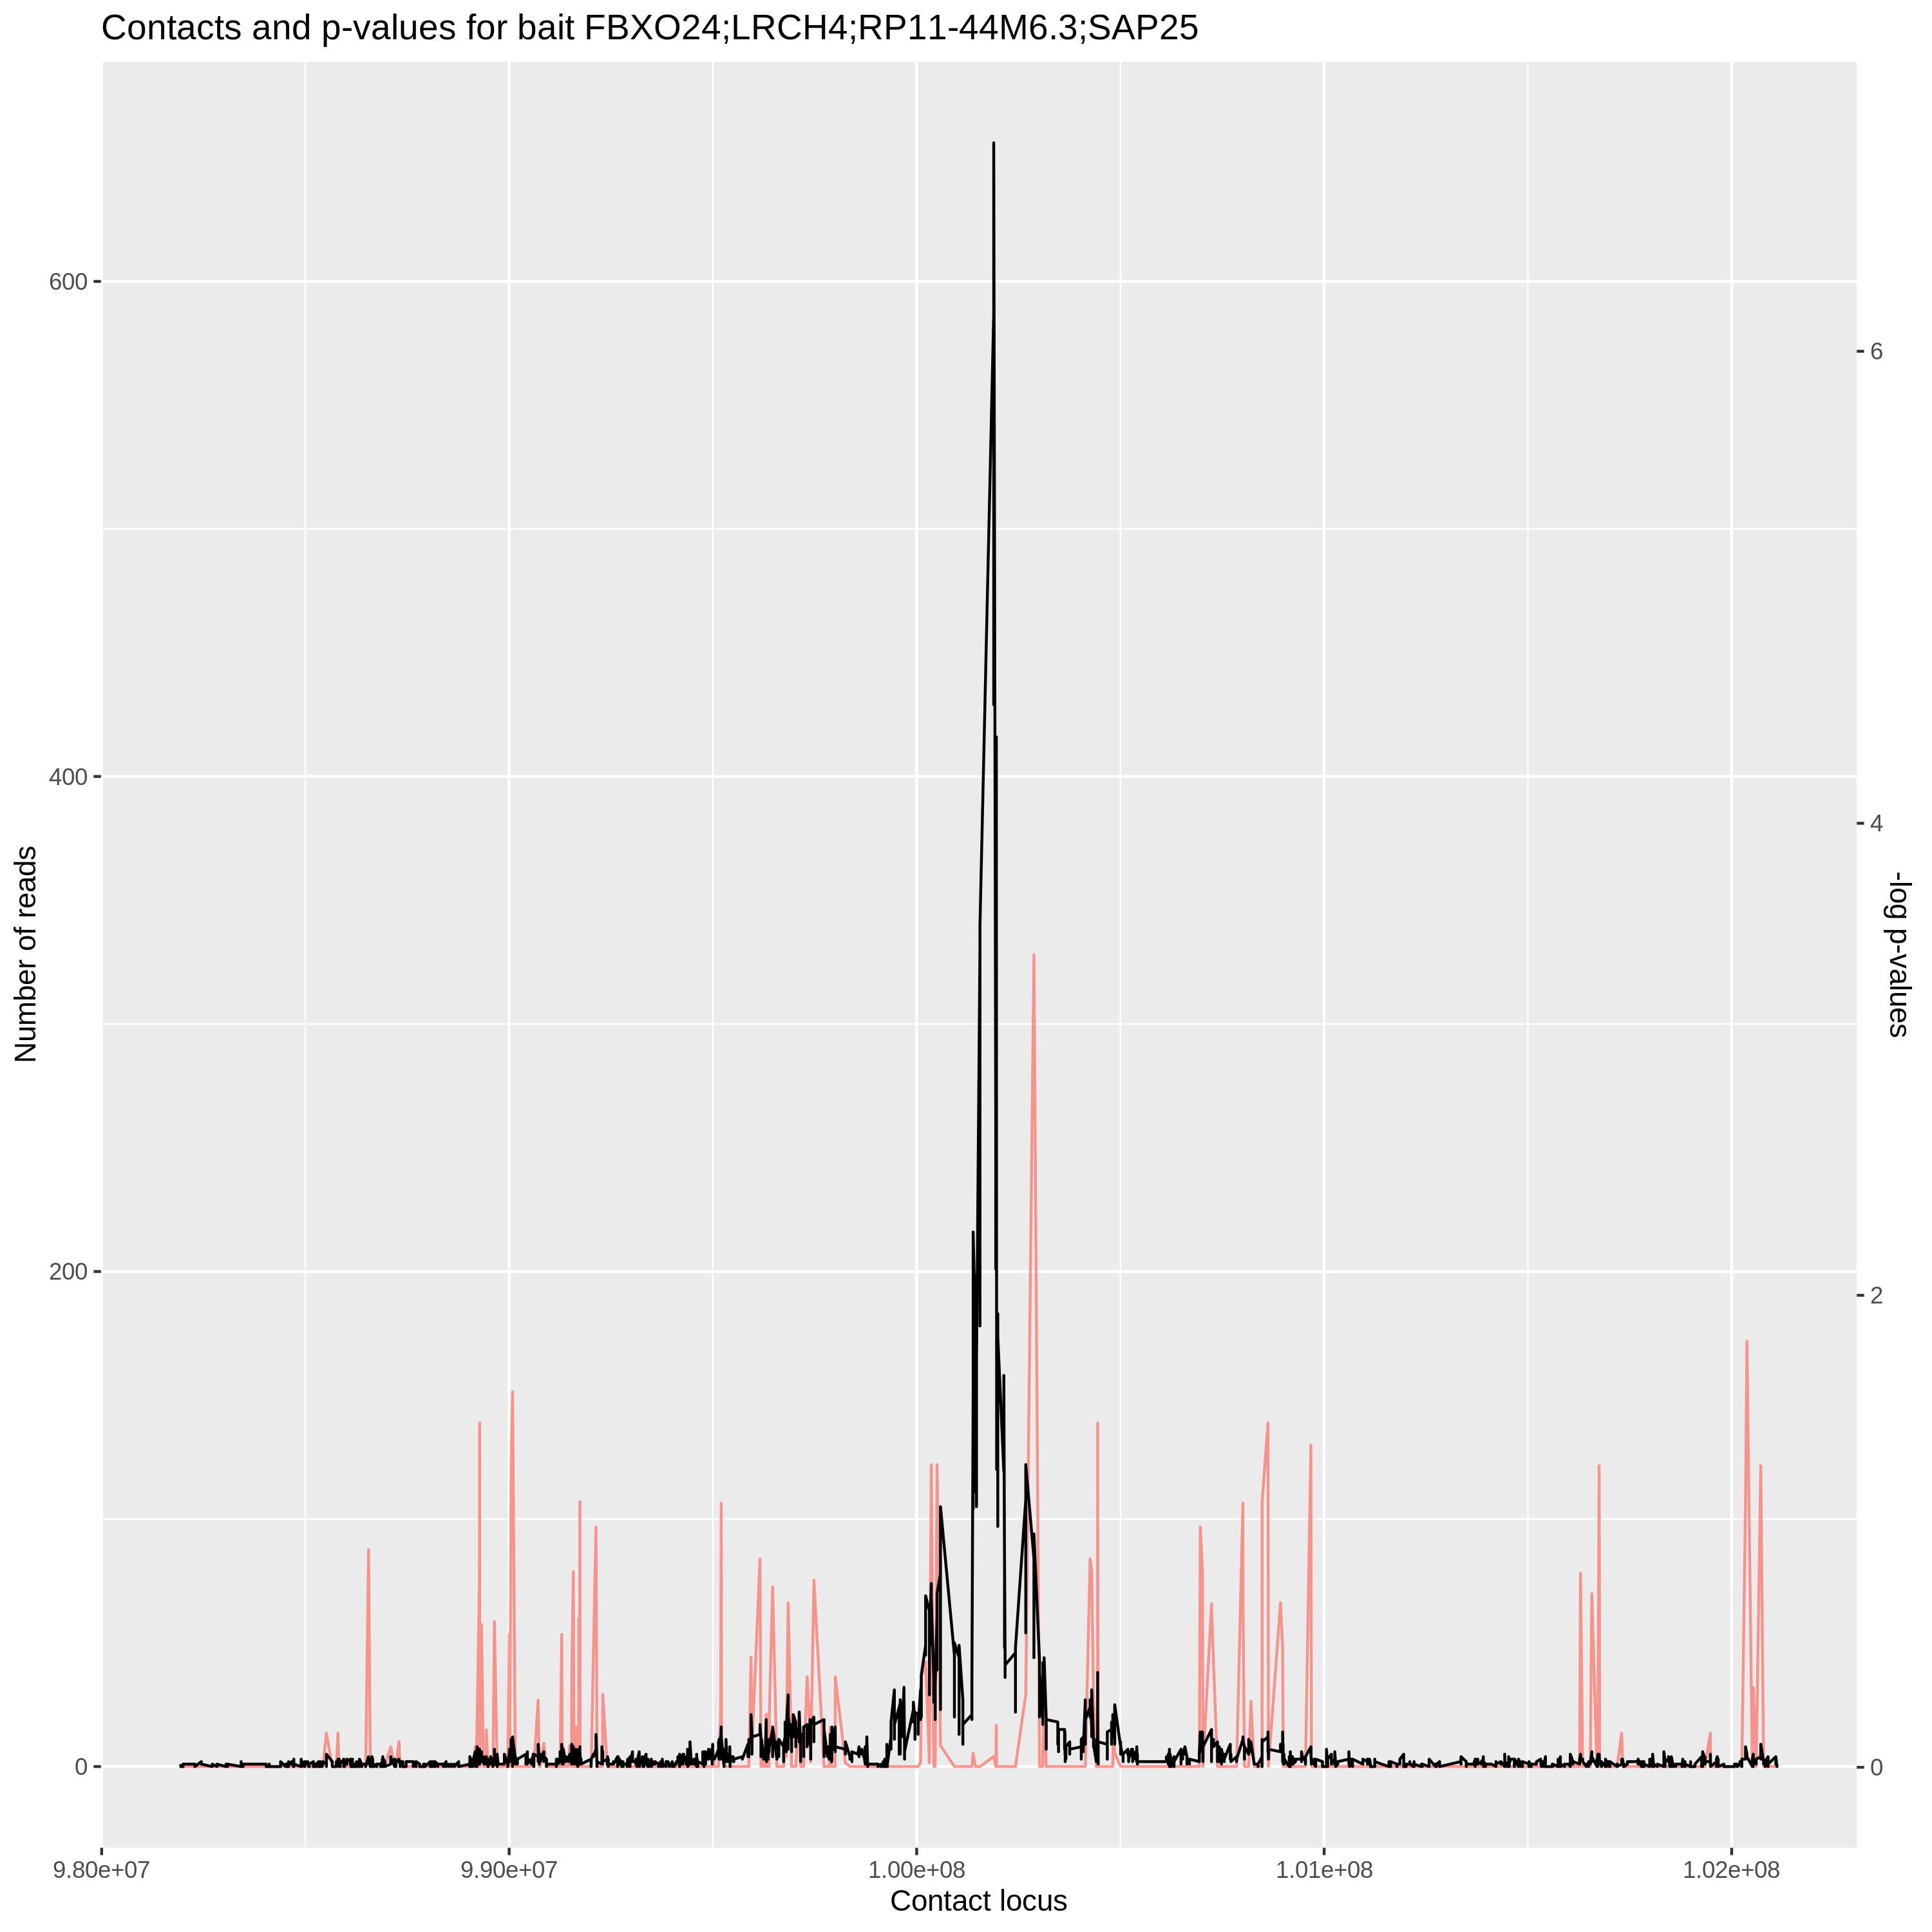 Contacts and p-values for bait FBXO24;LRCH4;RP11-44M6.3;SAP25
600
400
200
0
Number of reads
6
4
2
0
-log p-values
9.80e+07
9.90e+07
1.00e+08
1.01e+08
1.02e+08
Contact locus